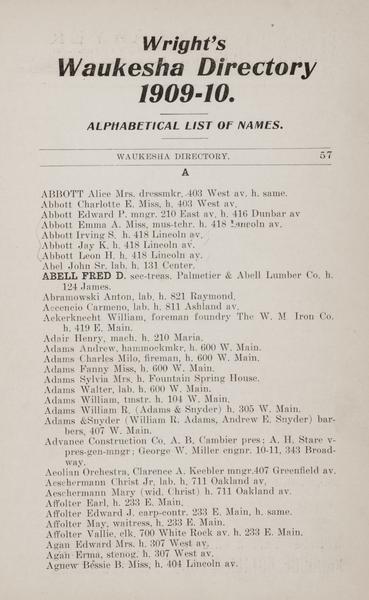 Wright's
Waukesha Directory
1909-10.
ALPHABETICAL LIST OF NAMES.
WAUKESHA DIRECTORY. 57
A
ABBOTT Alice Mrs. dressmkr, 403 West av. h. same.
Abbott Charlotte E. Miss, h. 403 West av.
Abbott Edward P. mngr. 210 East av. h. 416 Dunbar av
Abbott Emma A. Miss, mus-tchr. h. 418 Lincoln av.
Abbott Irving S. h. 418 Lincoln av.
Abbott Jay K. h. 418 Lincoln av.
Abbott Leon H. h. 418 Lincoln av.
Abel John Sr. lab. h. 131 Center.
ABELL FRED D. sec-treas. Palmetier & Abell Lumber Co. h.
124 James.
Abramowski Anton, lab. h. 821 Raymond.
Accencio Carmeno, lab. h. 811 Ashland av.
Ackerknecht William, foreman foundry The W. M Iron Co.
h. 419 E. Main.
Adair Henry, mach. h. 210 Maria.
Adams Andrew, hammockmkr, h. 600 W. Main.
Adams Charles Milo, fireman, h. 600 W. Main.
Adams Fanny Miss, h. 600 W. Main.
Adams Sylvia Mrs. h. Fountain Spring House.
Adams Walter, lab. h. 600 W. Main.
Adams William, tmstr. h. 104 W. Main.
Adams William R. (Adams & Snyder) h. 305 W. Main.
Adams &Snyder (William R. Adams, Andrew E. Snyder) bar-
bers, 407 W. Main.
Advance Construction Co. A. B. Cambier pres; A. H. Stare v-
pres-gen-mngr; George W. Miller engnr. 10-11, 343 Broad-
way.
Aeolian Orchestra, Clarence A. Keebler mngr.407 Greenfield av.
Aeschermann Christ Jr, lab. h, 711 Oakland av.
Aeschermann Mary (wid. Christ) h. 711 Oakland av.
Affolter Earl, h. 233 E. Main.
Affolter Edward J. carp-contr. 233 E. Main, h. same.
Affolter May, waitress, h. 233 E. Main.
Affolter Vallie, clk. 700 White Rock av. h. 233 E. Main.
Agan Edward Mrs. h. 307 West av.
Agan Erma, stenog. h. 307 West av.
Agnew Bessie B. Miss, h. 404 Lincoln av.